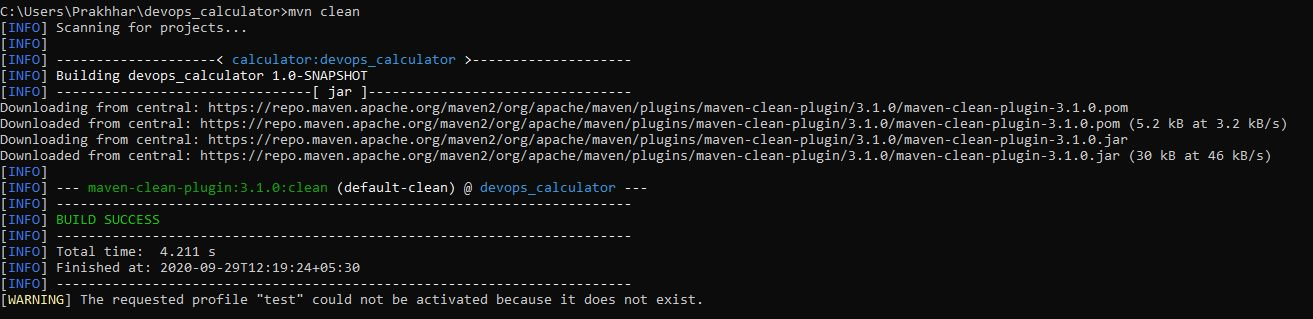 C:\Users\Prakhhar\devops_calculator>mvn clean
[INFO] Scanning for projects...
[INFO]
[INFO] --------------------< calculator:devops_calculator >--------------------
[INFO] Building devops_calculator 1.0-SNAPSHOT
[INFO] --------------------------------[ jar ]---------------------------------
Downloading from central: https://repo.maven.apache.org/maven2/org/apache/maven/plugins/maven-clean-plugin/3.1.0/maven-clean-plugin-3.1.0.pom
Downloaded from central: https://repo.maven.apache.org/maven2/org/apache/maven/plugins/maven-clean-plugin/3.1.0/maven-clean-plugin-3.1.0.pom (5.2 kB at 3.2 kB/s)
Downloading from central: https://repo.maven.apache.org/maven2/org/apache/maven/plugins/maven-clean-plugin/3.1.0/maven-clean-plugin-3.1.0.jar
Downloaded from central: https://repo.maven.apache.org/maven2/org/apache/maven/plugins/maven-clean-plugin/3.1.0/maven-clean-plugin-3.1.0.jar (30 kB at 46 kB/s)
[INFO]
[INFO] --- maven-clean-plugin:3.1.0:clean (default-clean) @ devops_calculator ---
[INFO] ------------------------------------------------------------------------
[INFO] BUILD SUCCESS
[INFO] ------------------------------------------------------------------------
[INFO] Total time:  4.211 s
[INFO] Finished at: 2020-09-29T12:19:24+05:30
[INFO] ------------------------------------------------------------------------
[WARNING] The requested profile "test" could not be activated because it does not exist.